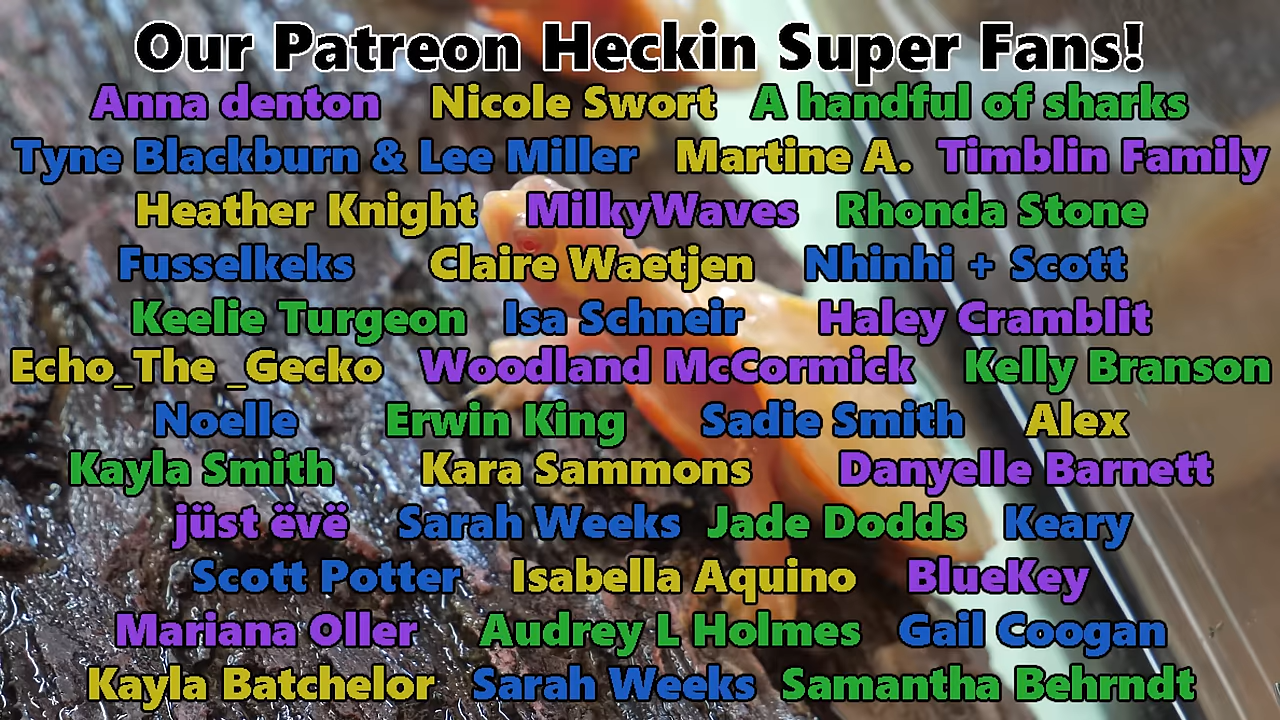 Our Patreon Heckin Super Fans!
Anna denton Nicole Swort A handful of sharks
Tyne Blackburn & Lee Miller Martine A. Timblin Family
Heather Knight MilkyWaves Rhonda Stone
Fusselkeks Claire Waetjen Nhinhi + Scott
Keelie Turgeon Isa Schneir Haley Cramblit
Echo_The _Gecko Woodland McCormick Kelly Branson
Noelle Erwin King Sadie Smith Alex
Kayla Smith Kara Sammons Danyelle Barnett
jüst ëvë Sarah Weeks Jade Dodds Keary
Scott Potter Isabella Aquino BlueKey
Mariana Oller Audrey L Holmes Gail Coogan
Kayla Batchelor Sarah Weeks Samantha Behrndt